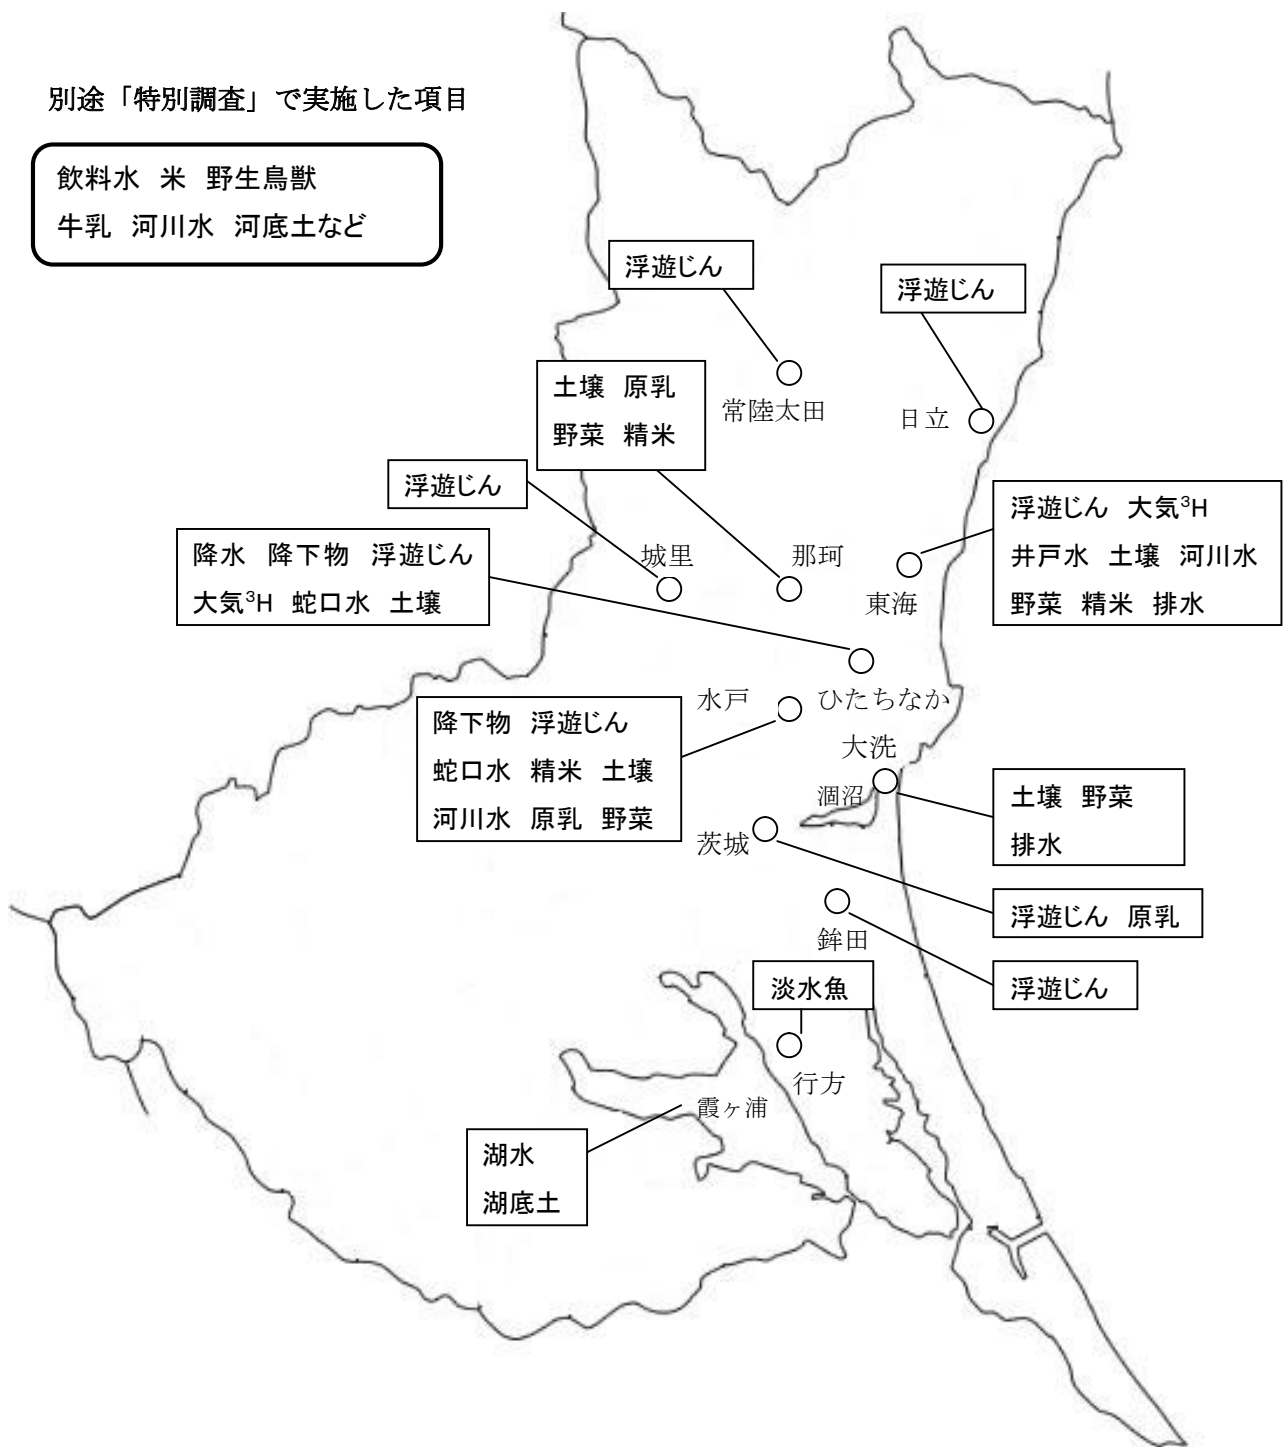 別途「特別調査」で実施した項目
飲料水 米 野生鳥獣
牛乳 河川水 河底土など
浮遊じん
浮遊じん
土壌 原乳
野菜 精米
常陸太田
日立
浮遊じん
浮遊じん 大気³H
井戸水 土壌 河川水
野菜 精米 排水
降水 降下物 浮遊じん
大気³H 蛇口水 土壌
城里
那珂
東海
水戸
ひたちなか
降下物 浮遊じん
蛇口水 精米 土壌
河川水 原乳 野菜
大洗
涸沼
土壌 野菜
排水
茨城
浮遊じん 原乳
鉾田
淡水魚
浮遊じん
行方
霞ヶ浦
湖水
湖底土